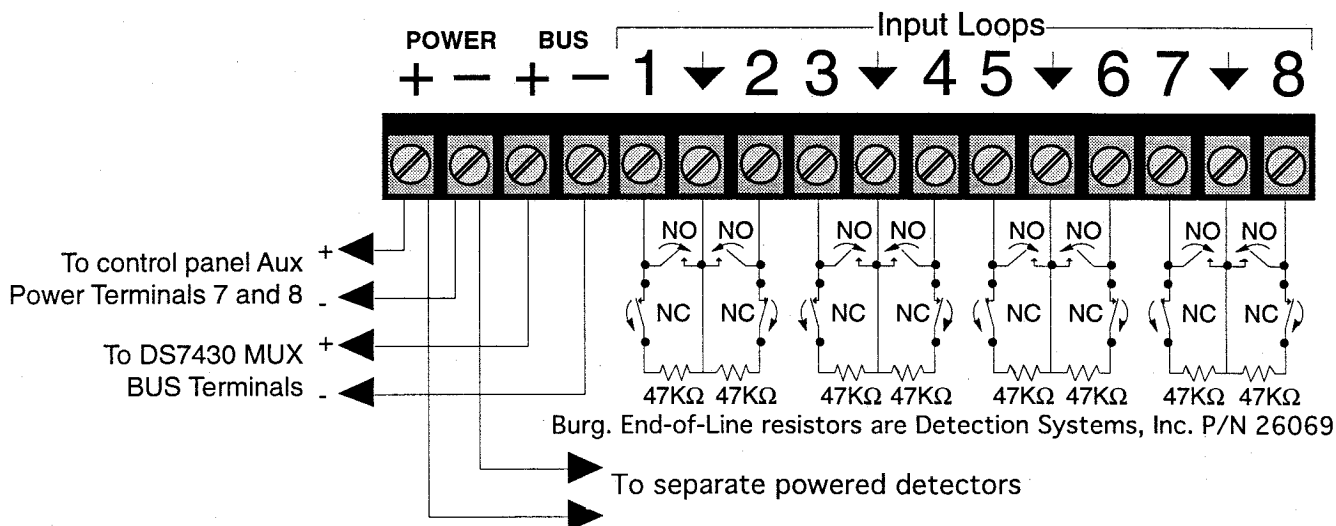 Input Loops
POWER BUS
+ − + − 1 2 3 4 5 6 7 8
NO NO NO NO NO NO NO NO
To control panel Aux +
Power Terminals 7 and 8 -
NC NC NC NC NC NC NC NC
To DS7430 MUX +
BUS Terminals -
47KΩ 47KΩ 47KΩ 47KΩ 47KΩ 47KΩ 47KΩ 47KΩ
Burg. End-of-Line resistors are Detection Systems, Inc. P/N 26069
To separate powered detectors